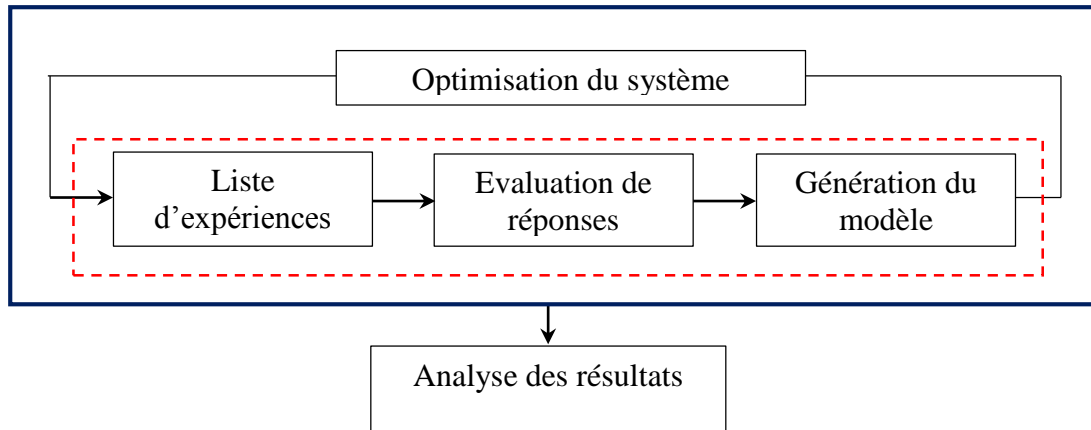 Optimisation du système
Liste
d’expériences
Evaluation de
réponses
Génération du
modèle
Analyse des résultats